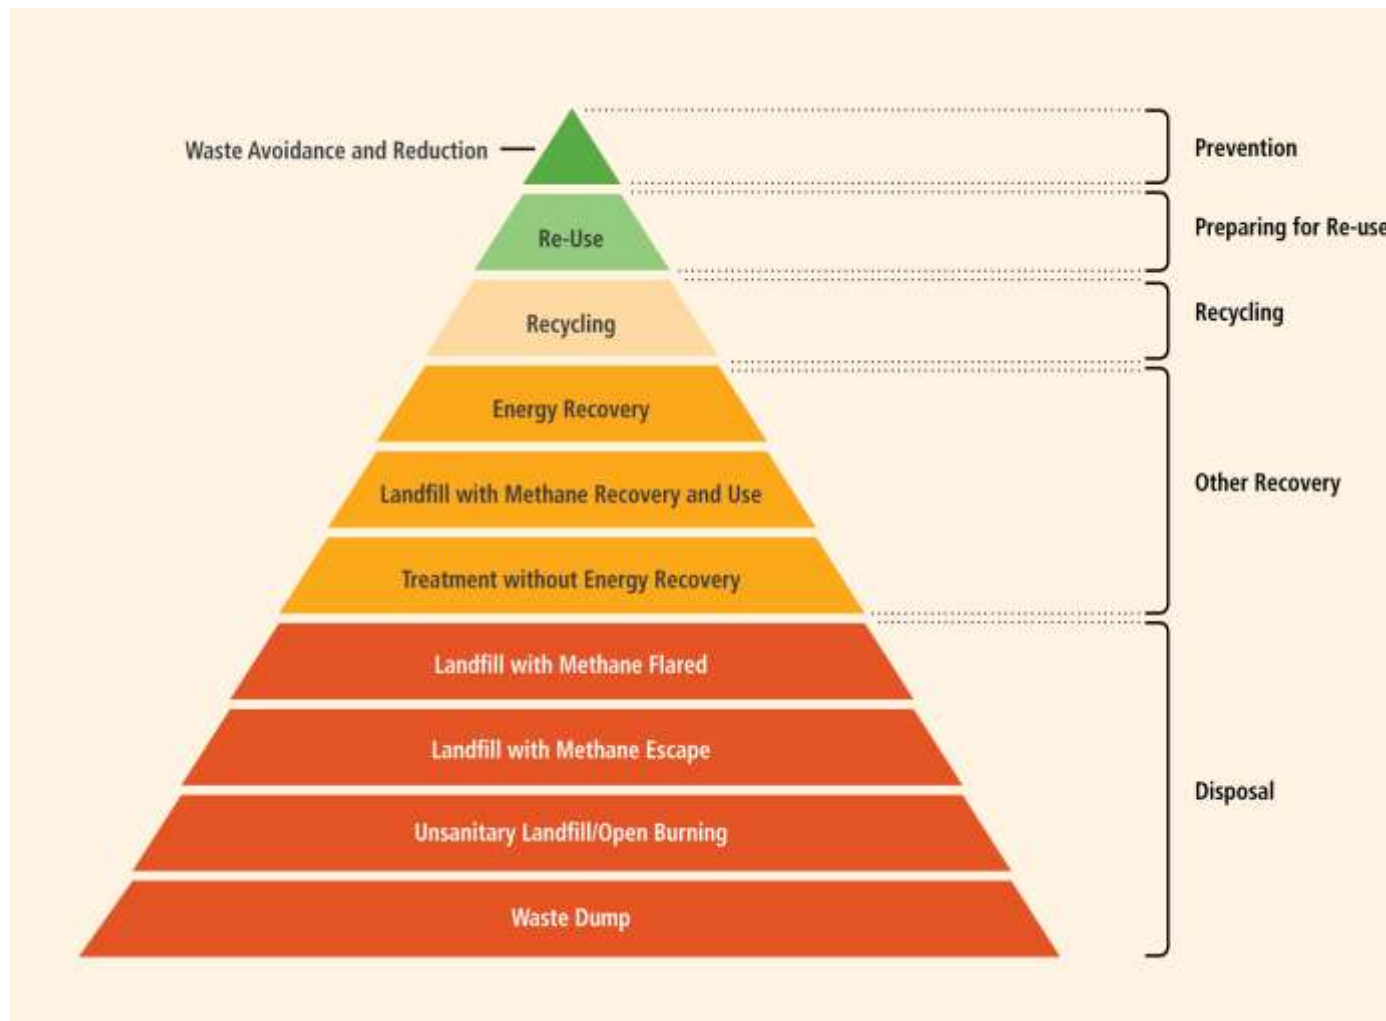 Waste Avoidance and Reduction
Prevention
Re-Use
Preparing for Re-use
Recycling
Recycling
Energy Recovery
Landfill with Methane Recovery and Use
Other Recovery
Treatment without Energy Recovery
Landfill with Methane Flared
Landfill with Methane Escape
Disposal
Unsanitary Landfill/Open Burning
Waste Dump